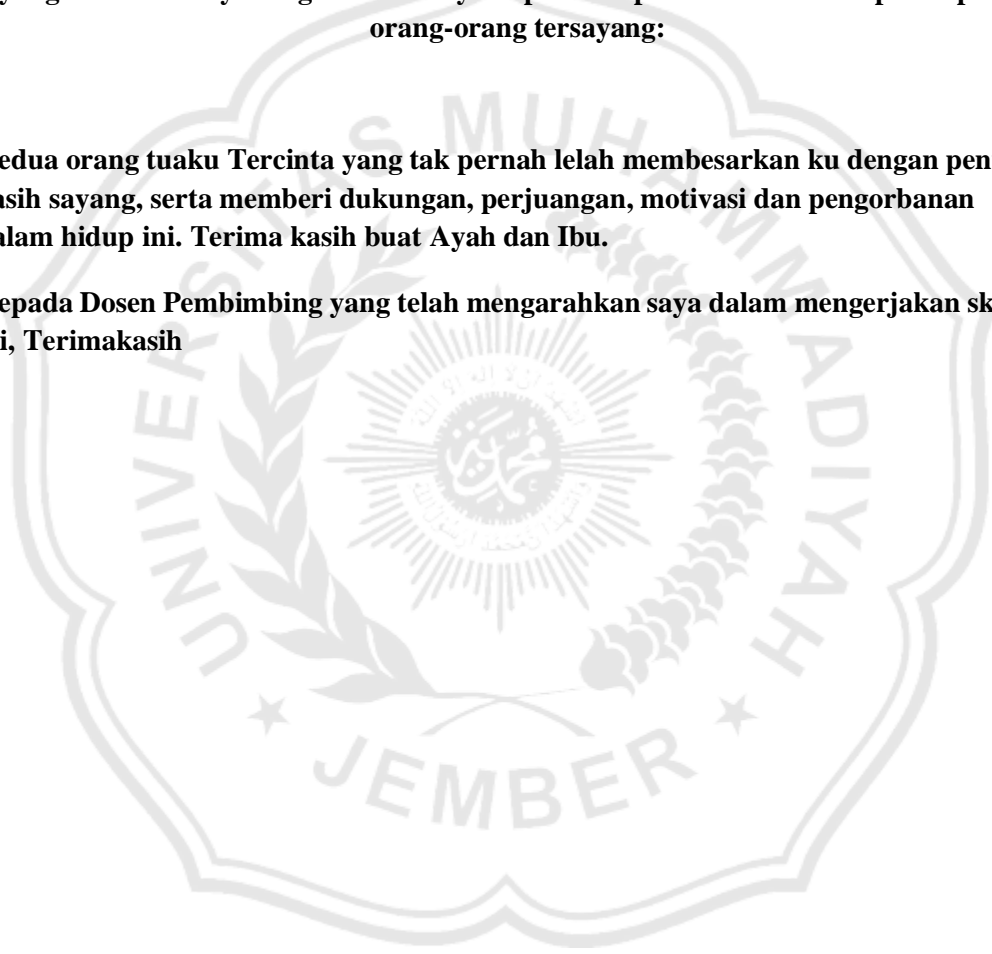 orang-orang tersayang:
edua orang tuaku Tercinta yang tak pernah lelah membesarkan ku dengan pen
asih sayang, serta memberi dukungan, perjuangan, motivasi dan pengorbanan
alam hidup ini. Terima kasih buat Ayah dan Ibu.
epada Dosen Pembimbing yang telah mengarahkan saya dalam mengerjakan sk
i, Terimakasih
UNIVERSITAS MUHAMMADIYAH
JEMBER